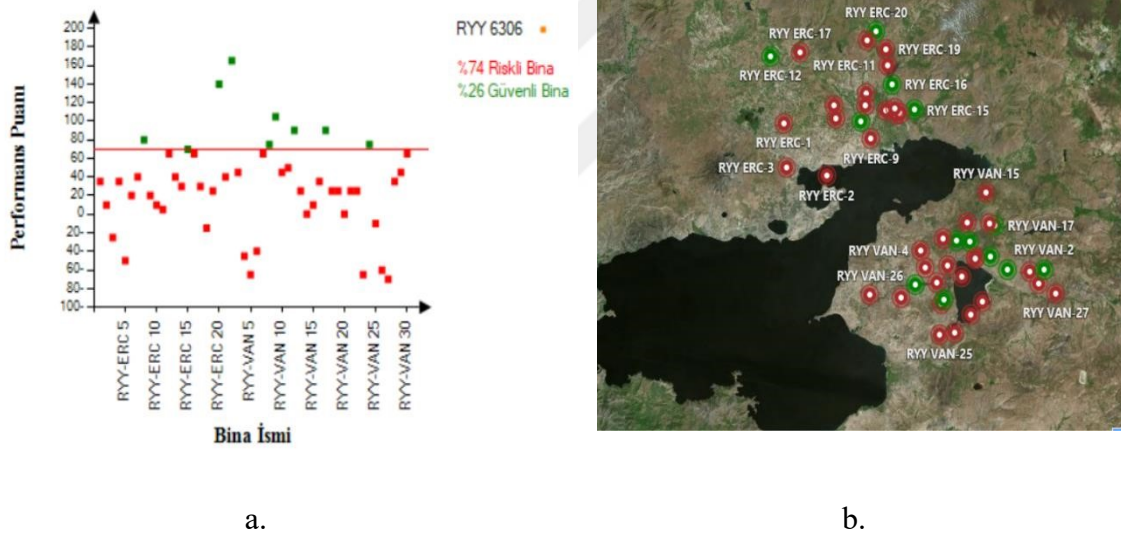 Performans Puanı
200
180
160
140
120
100
80
60
40
20
0
20-
40-
60-
80-
100-
RYY-ERC 5
RYY-ERC 10
RYY-ERC 15
RYY-ERC 20
RYY-VAN 5
RYY-VAN 10
RYY-VAN 15
RYY-VAN 20
RYY-VAN 25
RYY-VAN 30
Bina İsmi
RYY 6306
%74 Riskli Bina
%26 Güvenli Bina
RYY ERC-20
RYY ERC-17
RYY ERC-19
RYY ERC-11
RYY ERC-12
RYY ERC-16
RYY ERC-15
RYY ERC-1
RYY ERC-9
RYY ERC-3
RYY ERC-2
RYY VAN-15
RYY VAN-17
RYY VAN-4
RYY VAN-2
RYY VAN-26
RYY VAN-27
RYY VAN-25
a.
b.